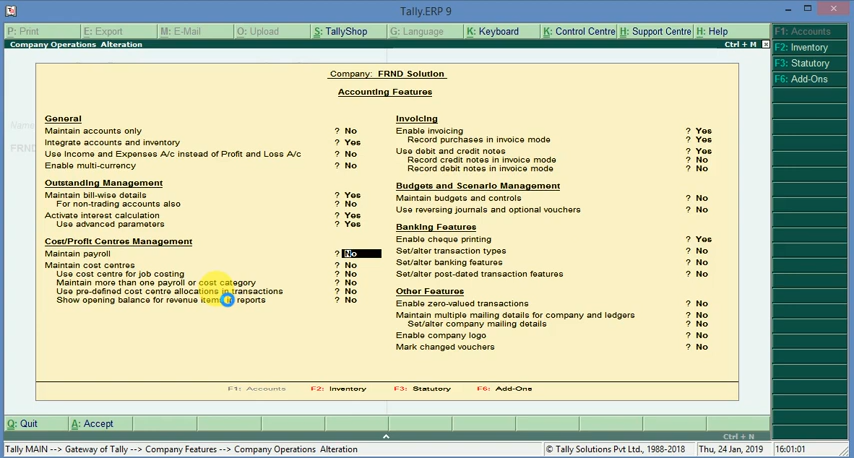 Tally.ERP 9
P: Print
E: Export
M: E-Mail
O: Upload
S: TallyShop
G: Language
K: Keyboard
K: Control Centre
H: Support Centre
H: Help
F1: Accounts
Company Operations Alteration
Ctrl + M
F2: Inventory
F3: Statutory
F6: Add-Ons
Company: FRND Solution
Accounting Features
General
Maintain accounts only ? No
Integrate accounts and inventory ? Yes
Use Income and Expenses A/c instead of Profit and Loss A/c ? No
Enable multi-currency ? No
Outstanding Management
Maintain bill-wise details ? Yes
For non-trading accounts also ? No
Activate interest calculation ? Yes
Use advanced parameters ? Yes
Cost/Profit Centres Management
Maintain payroll ? No
Maintain cost centres ? No
Use cost centre for job costing ? No
Maintain more than one payroll or cost category ? No
Use pre-defined cost centre allocations in transactions ? No
Show opening balance for revenue items in reports ? No
Invoicing
Enable invoicing ? Yes
Record purchases in invoice mode ? Yes
Use debit and credit notes ? Yes
Record credit notes in invoice mode ? No
Record debit notes in invoice mode ? No
Budgets and Scenario Management
Maintain budgets and controls ? No
Use reversing journals and optional vouchers ? No
Banking Features
Enable cheque printing ? Yes
Set/alter transaction types ? No
Set/alter banking features ? No
Set/alter post-dated transaction features ? No
Other Features
Enable zero-valued transactions ? No
Maintain multiple mailing details for company and ledgers ? No
Set/alter company mailing details ? No
Enable company logo ? No
Mark changed vouchers ? No
Name
FRND
F1: Accounts
F2: Inventory
F3: Statutory
F6: Add-Ons
Q: Quit
A: Accept
Ctrl + N
Tally MAIN --> Gateway of Tally --> Company Features --> Company Operations Alteration
© Tally Solutions Pvt Ltd., 1988-2018
Thu, 24 Jan, 2019
16:01:01